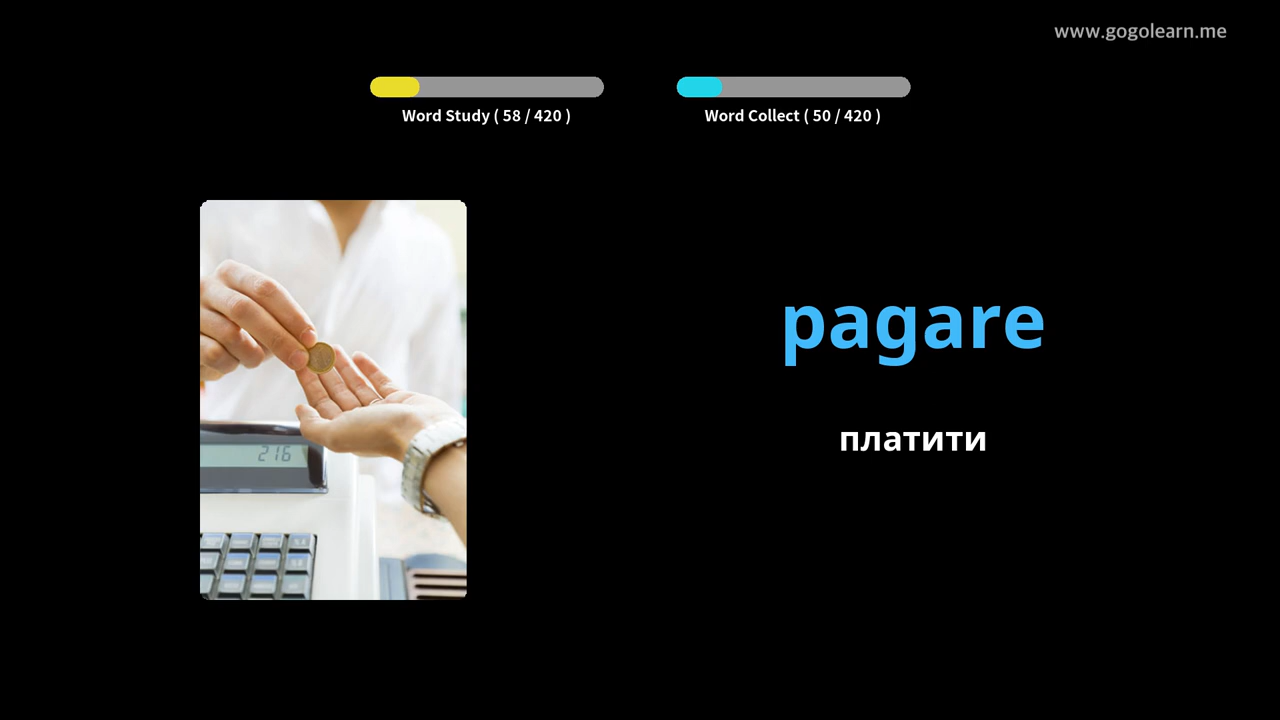 www.gogolearn.me
Word Study ( 58 / 420 )
Word Collect ( 50 / 420 )
pagare
платити
216